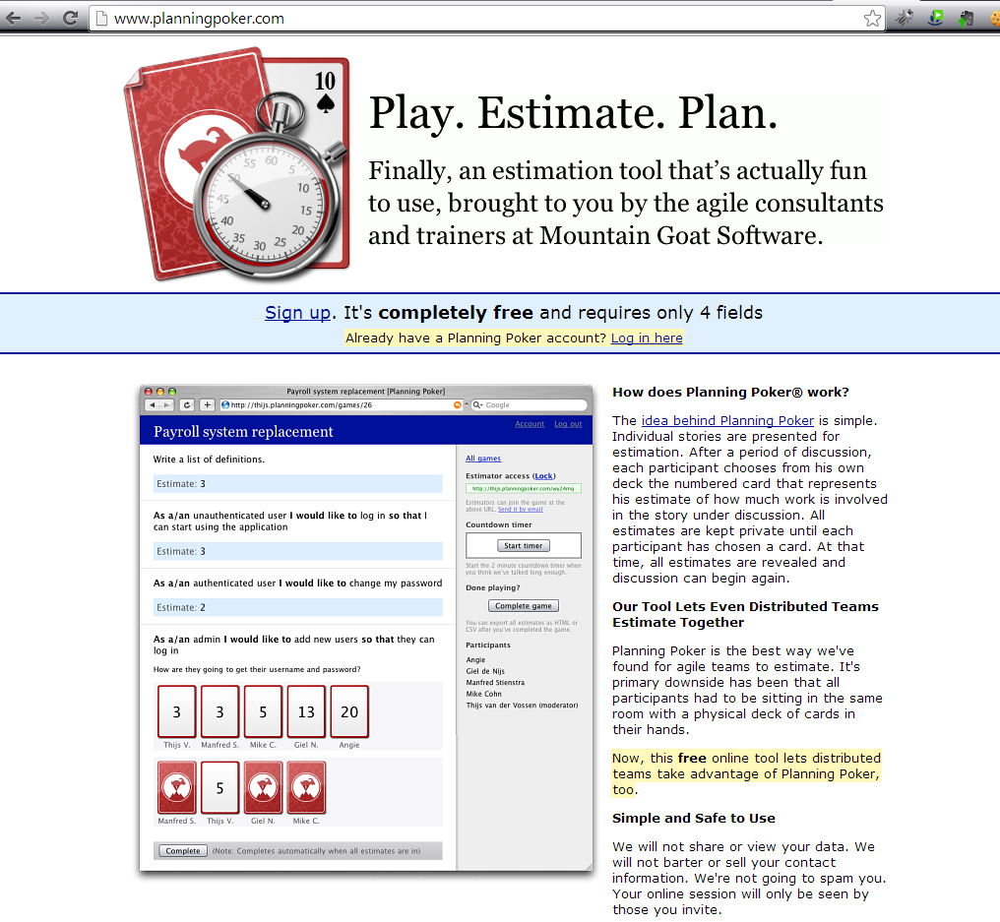 www.planningpoker.com
10
Play. Estimate. Plan.
Finally, an estimation tool that's actually fun
to use, brought to you by the agile consultants
and trainers at Mountain Goat Software.
55 60
50 10
45 15
40 20
35 30 25
Sign up. It's completely free and requires only 4 fields
Already have a Planning Poker account? Log in here
Payroll system replacement [Planning Poker]
http://thijs.planningpoker.com/games/26
Google
Payroll system replacement
Account Log out
Write a list of definitions.
Estimate: 3
As a/an unauthenticated user I would like to log in so that I
can start using the application
Estimate: 3
As a/an authenticated user I would like to change my password
Estimate: 2
As a/an admin I would like to add new users so that they can
log in
How are they going to get their username and password?
3 3 5 13 20
Thijs V. Manfred S. Mike C. Giel N. Angie
5
Manfred S. Thijs V. Giel N. Mike C.
Complete (Note: Completes automatically when all estimates are in)
All games
Estimator access (Lock)
http://thijs.planningpoker.com/wy24mq
Estimators can join the game at the
above URL. Send it by email
Countdown timer
Start timer
Start the 2 minute countdown timer when
you think we've talked long enough.
Done playing?
Complete game
You can export all estimates as HTML or
CSV after you've completed the game.
Participants
Angie
Giel de Nijs
Manfred Stienstra
Mike Cohn
Thijs van der Vossen (moderator)
How does Planning Poker® work?
The idea behind Planning Poker is simple.
Individual stories are presented for
estimation. After a period of discussion,
each participant chooses from his own
deck the numbered card that represents
his estimate of how much work is involved
in the story under discussion. All
estimates are kept private until each
participant has chosen a card. At that
time, all estimates are revealed and
discussion can begin again.
Our Tool Lets Even Distributed Teams
Estimate Together
Planning Poker is the best way we've
found for agile teams to estimate. It's
primary downside has been that all
participants had to be sitting in the same
room with a physical deck of cards in
their hands.
Now, this free online tool lets distributed
teams take advantage of Planning Poker,
too.
Simple and Safe to Use
We will not share or view your data. We
will not barter or sell your contact
information. We're not going to spam you.
Your online session will only be seen by
those you invite.